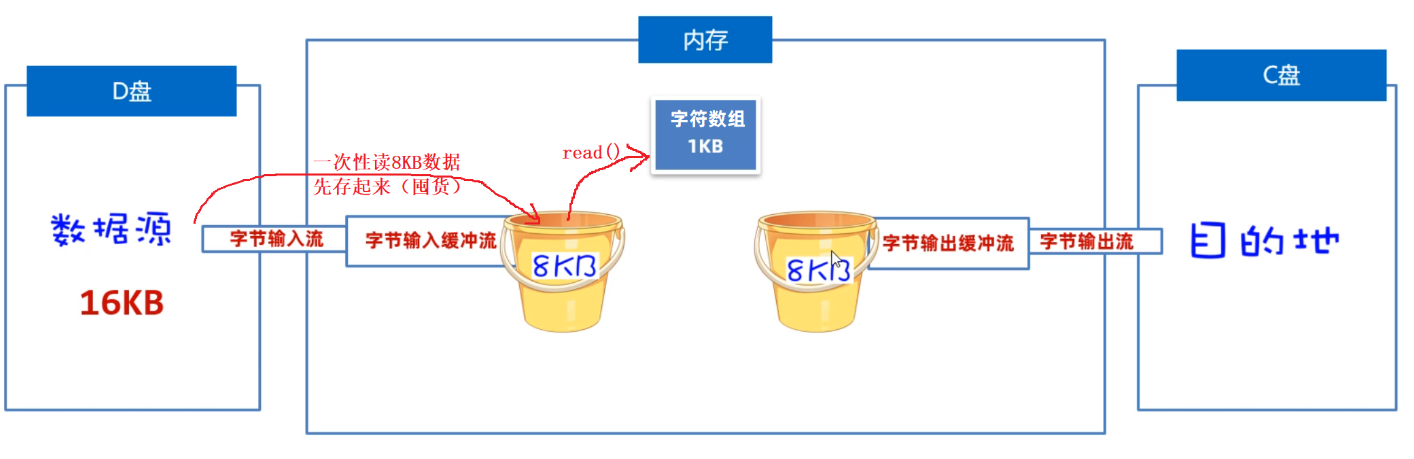 内存
D盘
C盘
字符数组
1KB
一次性读8KB数据
先存起来（囤货）
read()
数据源
16KB
字节输入流
字节输入缓冲流
8KB
8KB
字节输出缓冲流
字节输出流
目的地